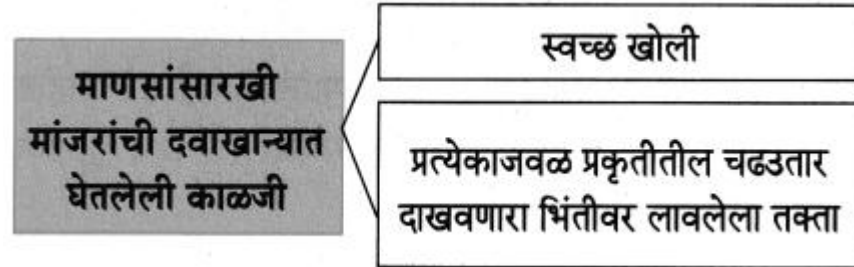 माणसांसारखी
मांजरांची दवाखान्यात
घेतलेली काळजी
स्वच्छ खोली
प्रत्येकाजवळ प्रकृतीतील चढउतार
दाखवणारा भिंतीवर लावलेला तक्ता